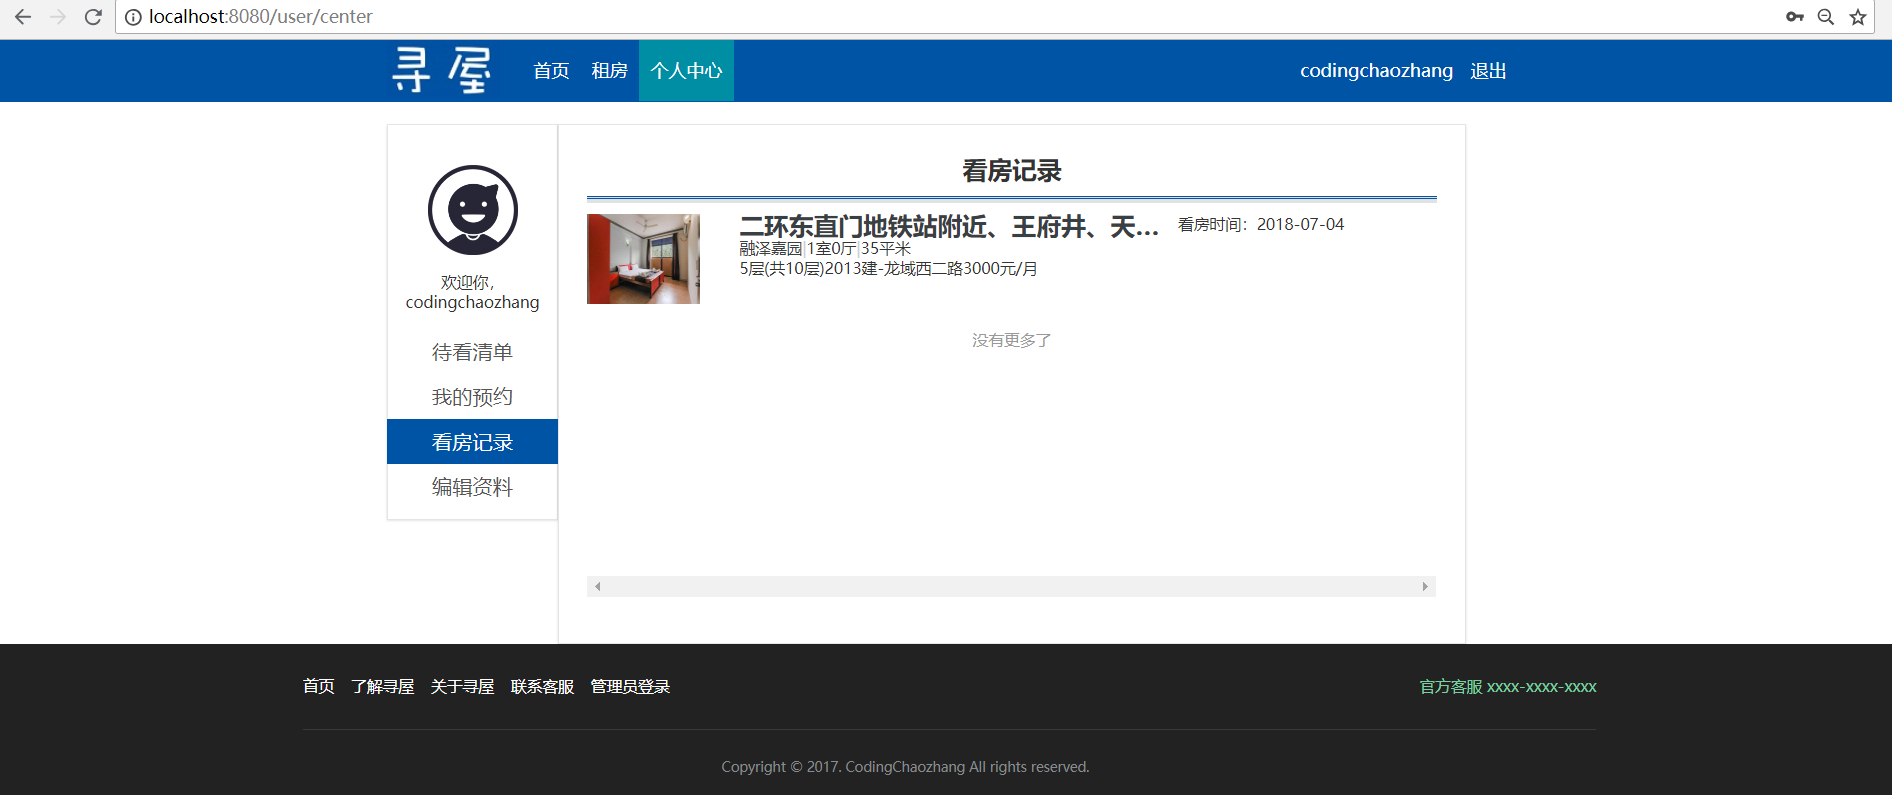 localhost:8080/user/center
寻屋 首页 租房 个人中心 codingchaozhang 退出
欢迎你,
codingchaozhang
待看清单
我的预约
看房记录
编辑资料
看房记录
二环东直门地铁站附近、王府井、天... 看房时间：2018-07-04
融泽嘉园|1室0厅|35平米
5层(共10层)2013建-龙域西二路3000元/月
没有更多了
首页 了解寻屋 关于寻屋 联系客服 管理员登录 官方客服 xxxx-xxxx-xxxx
Copyright © 2017. CodingChaozhang All rights reserved.